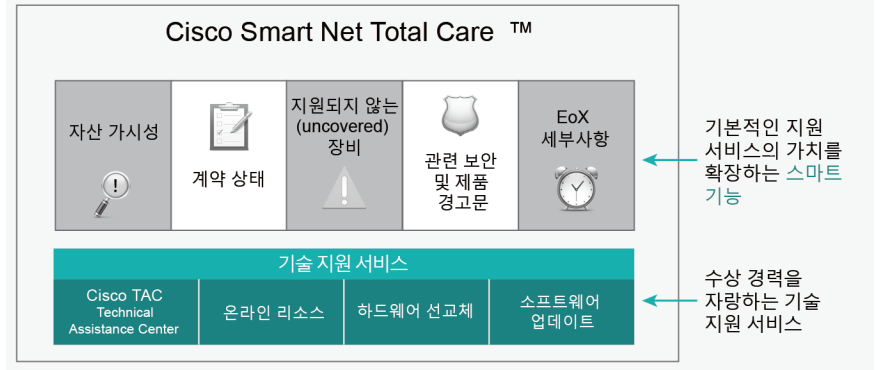 Cisco Smart Net Total Care ™
자산 가시성
계약 상태
지원되지 않는
(uncovered)
장비
관련 보안
및 제품
경고문
EoX
세부사항
기본적인 지원
서비스의 가치를
확장하는 스마트
기능
기술 지원 서비스
Cisco TAC
Technical
Assistance Center
온라인 리소스
하드웨어 선교체
소프트웨어
업데이트
수상 경력을
자랑하는 기술
지원 서비스